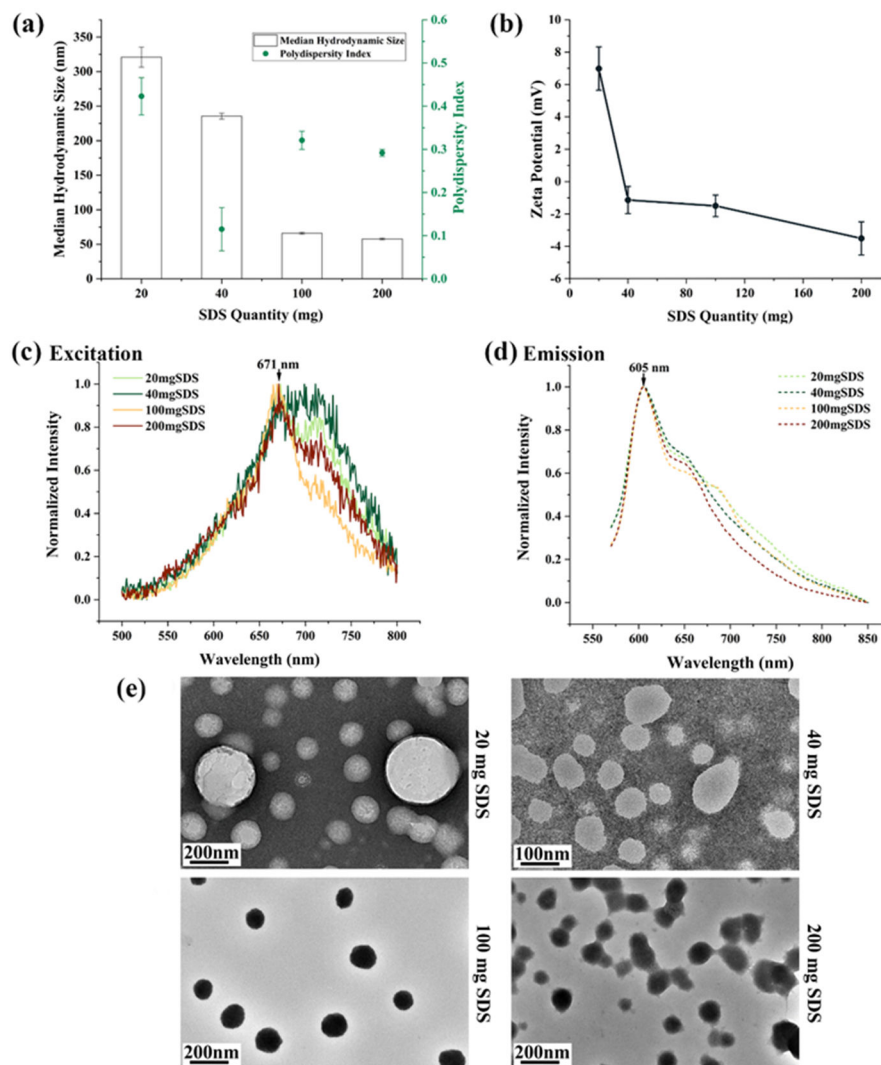 (a)
Median Hydrodynamic Size
Polydispersity Index
Median Hydrodynamic Size (nm)
350
300
250
200
150
100
50
0
0.6
0.5
0.4
0.3
0.2
0.1
0.0
Polydispersity Index
20 40 100 200
SDS Quantity (mg)
(b)
Zeta Potential (mV)
10
8
6
4
2
0
-2
-4
-6
0 40 80 120 160 200
SDS Quantity (mg)
(c) Excitation
671 nm
20mgSDS
40mgSDS
100mgSDS
200mgSDS
Normalized Intensity
1.0
0.8
0.6
0.4
0.2
0.0
500 550 600 650 700 750 800
Wavelength (nm)
(d) Emission
605 nm
20mgSDS
40mgSDS
100mgSDS
200mgSDS
Normalized Intensity
1.0
0.8
0.6
0.4
0.2
0.0
550 600 650 700 750 800 850
Wavelength (nm)
(e)
200nm
20 mg SDS
100nm
40 mg SDS
200nm
100 mg SDS
200nm
200 mg SDS